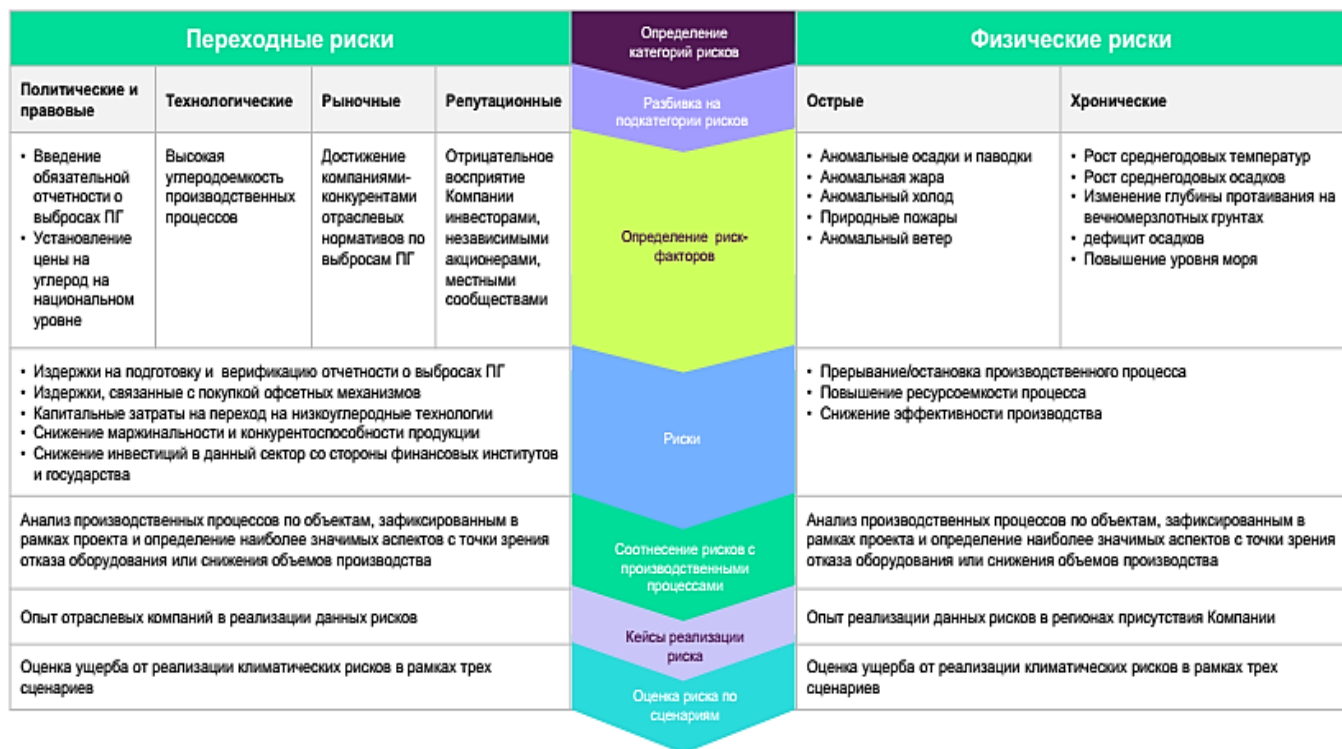 Переходные риски
Определение
категорий рисков
Физические риски
Политические и
правовые
Технологические
Рыночные
Репутационные
Разбивка на
подкатегории рисков
Острые
Хронические
• Введение
обязательной
отчетности о
выбросах ПГ
• Установление
цены на
углерод на
национальном
уровне
Высокая
углеродоемкость
производственных
процессов
Достижение
компаниями-
конкурентами
отраслевых
нормативов по
выбросам ПГ
Отрицательное
восприятие
Компании
инвесторами,
независимыми
акционерами,
местными
сообществами
Определение риск-
факторов
• Аномальные осадки и паводки
• Аномальная жара
• Аномальный холод
• Природные пожары
• Аномальный ветер
• Рост среднегодовых температур
• Рост среднегодовых осадков
• Изменение глубины протаивания на
вечномерзлотных грунтах
• дефицит осадков
• Повышение уровня моря
• Издержки на подготовку и верификацию отчетности о выбросах ПГ
• Издержки, связанные с покупкой офсетных механизмов
• Капитальные затраты на переход на низкоуглеродные технологии
• Снижение маржинальности и конкурентоспособности продукции
• Снижение инвестиций в данный сектор со стороны финансовых институтов
и государства
Риски
• Прерывание/остановка производственного процесса
• Повышение ресурсоемкости процесса
• Снижение эффективности производства
Анализ производственных процессов по объектам, зафиксированным в
рамках проекта и определение наиболее значимых аспектов с точки зрения
отказа оборудования или снижения объемов производства
Соотнесение рисков с
производственными
процессами
Анализ производственных процессов по объектам, зафиксированным в
рамках проекта и определение наиболее значимых аспектов с точки зрения
отказа оборудования или снижения объемов производства
Опыт отраслевых компаний в реализации данных рисков
Кейсы реализации
риска
Опыт реализации данных рисков в регионах присутствия Компании
Оценка ущерба от реализации климатических рисков в рамках трех
сценариев
Оценка риска по
сценариям
Оценка ущерба от реализации климатических рисков в рамках трех
сценариев